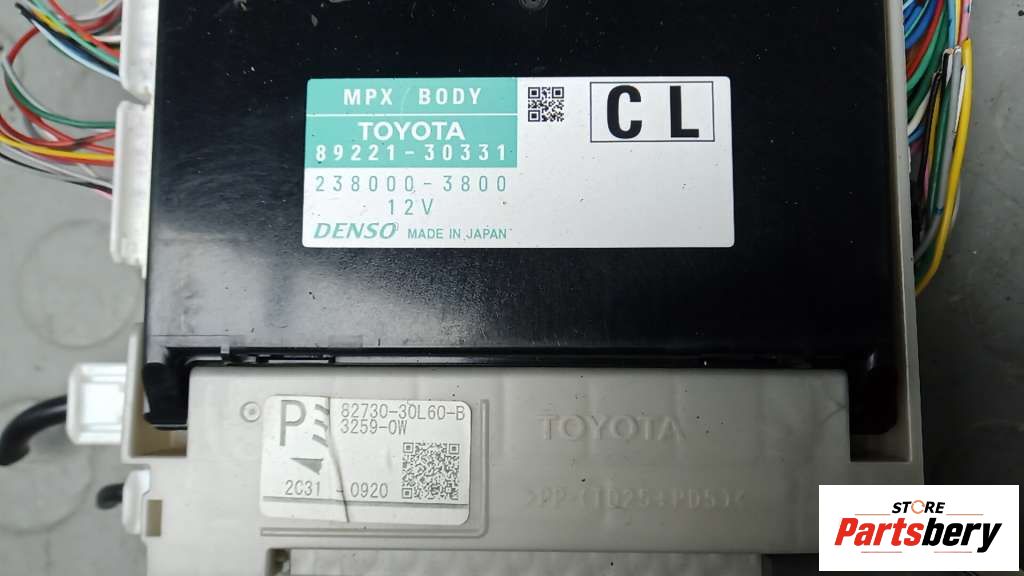 MPX BODY
CL
TOYOTA
89221-30331
238000-3800
12V
DENSO MADE IN JAPAN
P 82730-30L60-B
3259-0W
2C31 -0920
TOYOTA
STORE
Partsbery